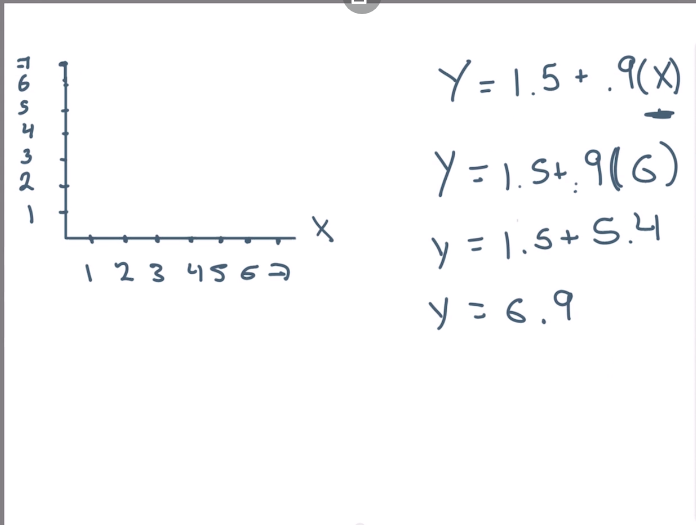 7
6
5
4
3
2
1
X
1 2 3 4 5 6 7
Y = 1.5 + .9(X)
Y = 1.5 + .9(6)
y = 1.5 + 5.4
y = 6.9